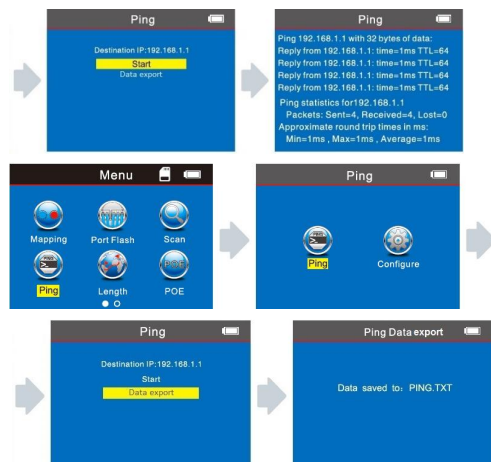 Ping
Destination IP:192.168.1.1
Start
Data export
Ping
Ping 192.168.1.1 with 32 bytes of data:
Reply from 192.168.1.1: time=1ms TTL=64
Reply from 192.168.1.1: time=1ms TTL=64
Reply from 192.168.1.1: time=1ms TTL=64
Reply from 192.168.1.1: time=1ms TTL=64
Ping statistics for192.168.1.1
Packets: Sent=4, Received=4, Lost=0
Approximate round trip times in ms:
Min=1ms , Max=1ms , Average=1ms
Menu
Mapping Port Flash Scan
Ping Length POE
Ping
Ping Configure
Ping
Destination IP:192.168.1.1
Start
Data export
Ping Data export
Data saved to: PING.TXT